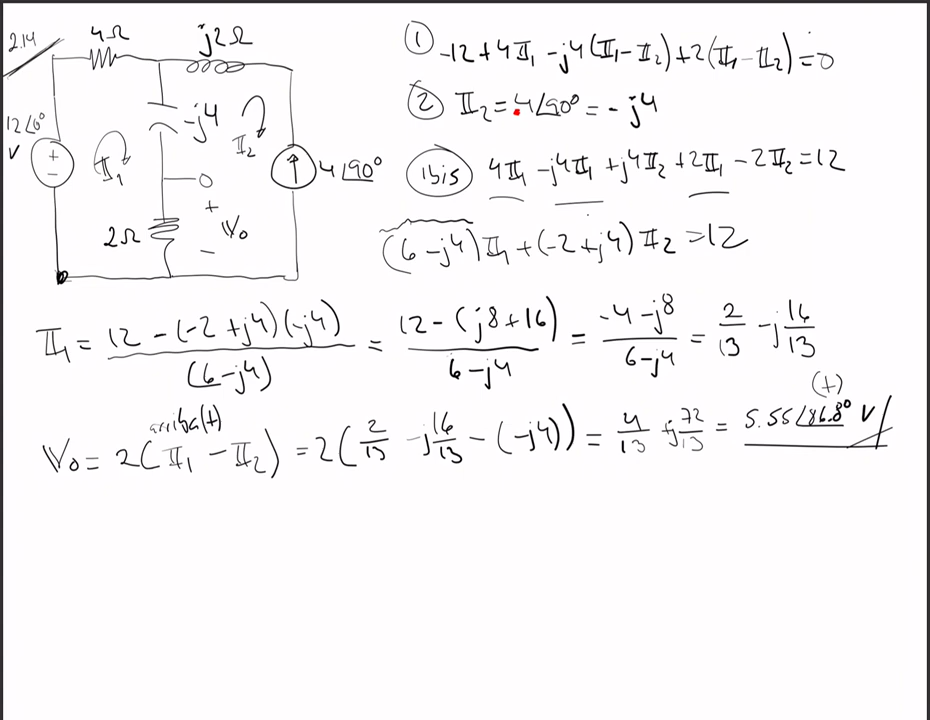 2.14
4Ω
j2Ω
12∠0°
V
+
−
𝕀₁
-j4
𝕀₂
4∠90°
2Ω
+
𝕍o
−
① -12+4𝕀₁ -j4(𝕀₁-𝕀₂)+2(𝕀₁-𝕀₂)=0
② 𝕀₂=4∠90°=-j4
1bis 4𝕀₁ -j4𝕀₁ +j4𝕀₂ +2𝕀₁ -2𝕀₂=12
(6-j4)𝕀₁+(-2+j4)𝕀₂=12
𝕀₁ = (12 -(-2+j4)(-j4))/(6-j4) = (12-(j8+16))/(6-j4) = (-4-j8)/(6-j4) = 2/13 -j16/13
arriba(+)
(+)
𝕍o= 2(𝕀₁-𝕀₂) =2(2/13 -j16/13 -(-j4)) = 4/13 +j72/13 = 5.55∠86.8° V